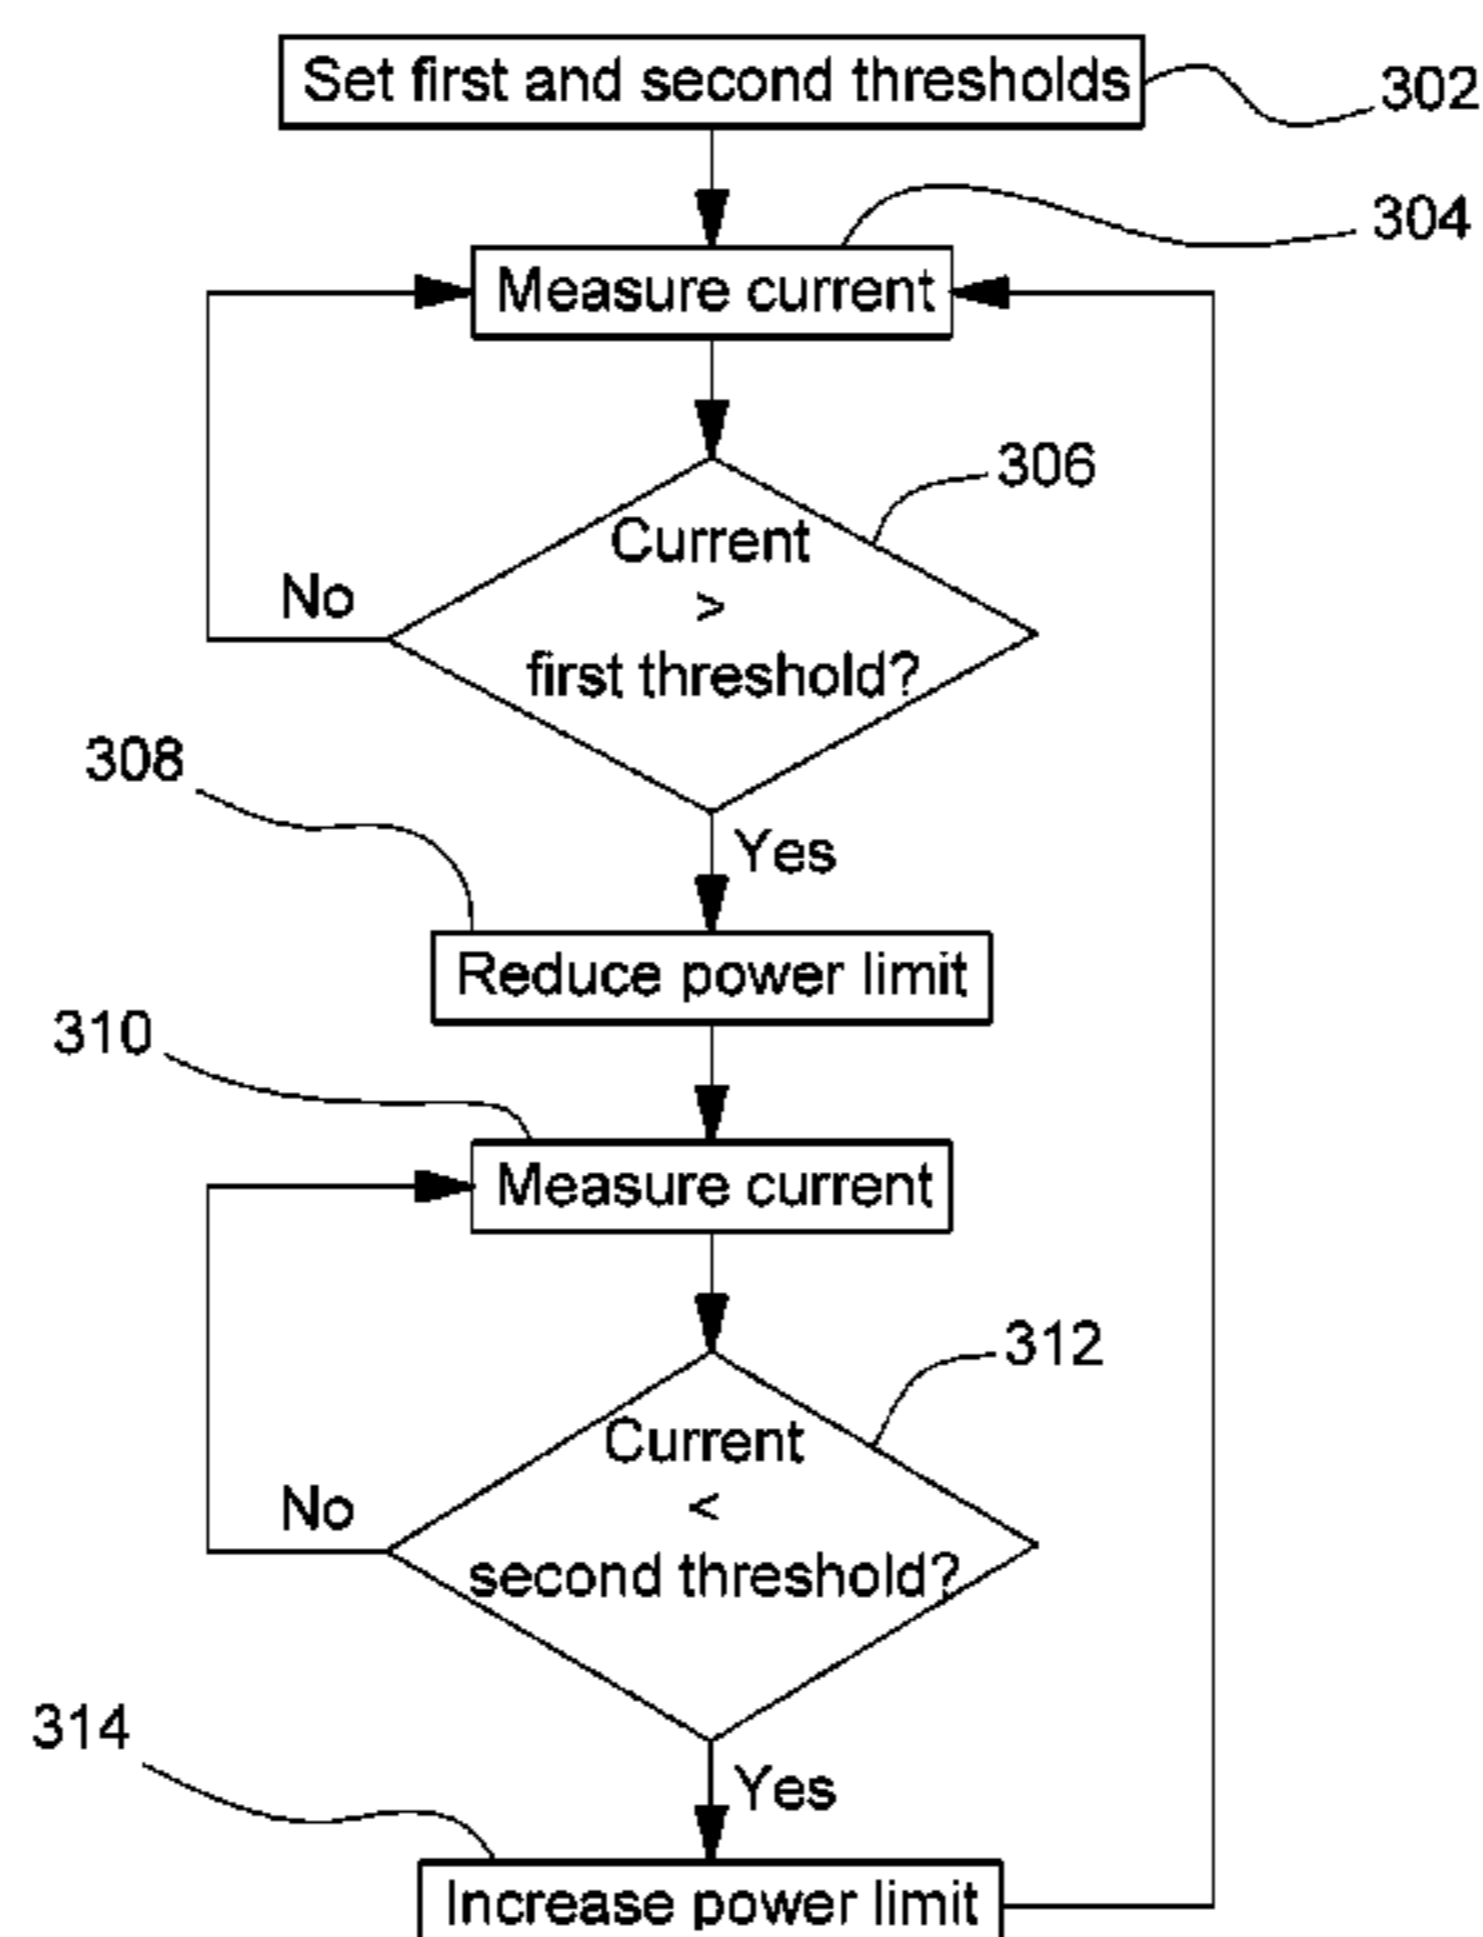 Set first and second thresholds
302
304
Measure current
306
Current
>
first threshold?
No
308
Yes
Reduce power limit
310
Measure current
312
Current
<
second threshold?
No
314
Yes
Increase power limit